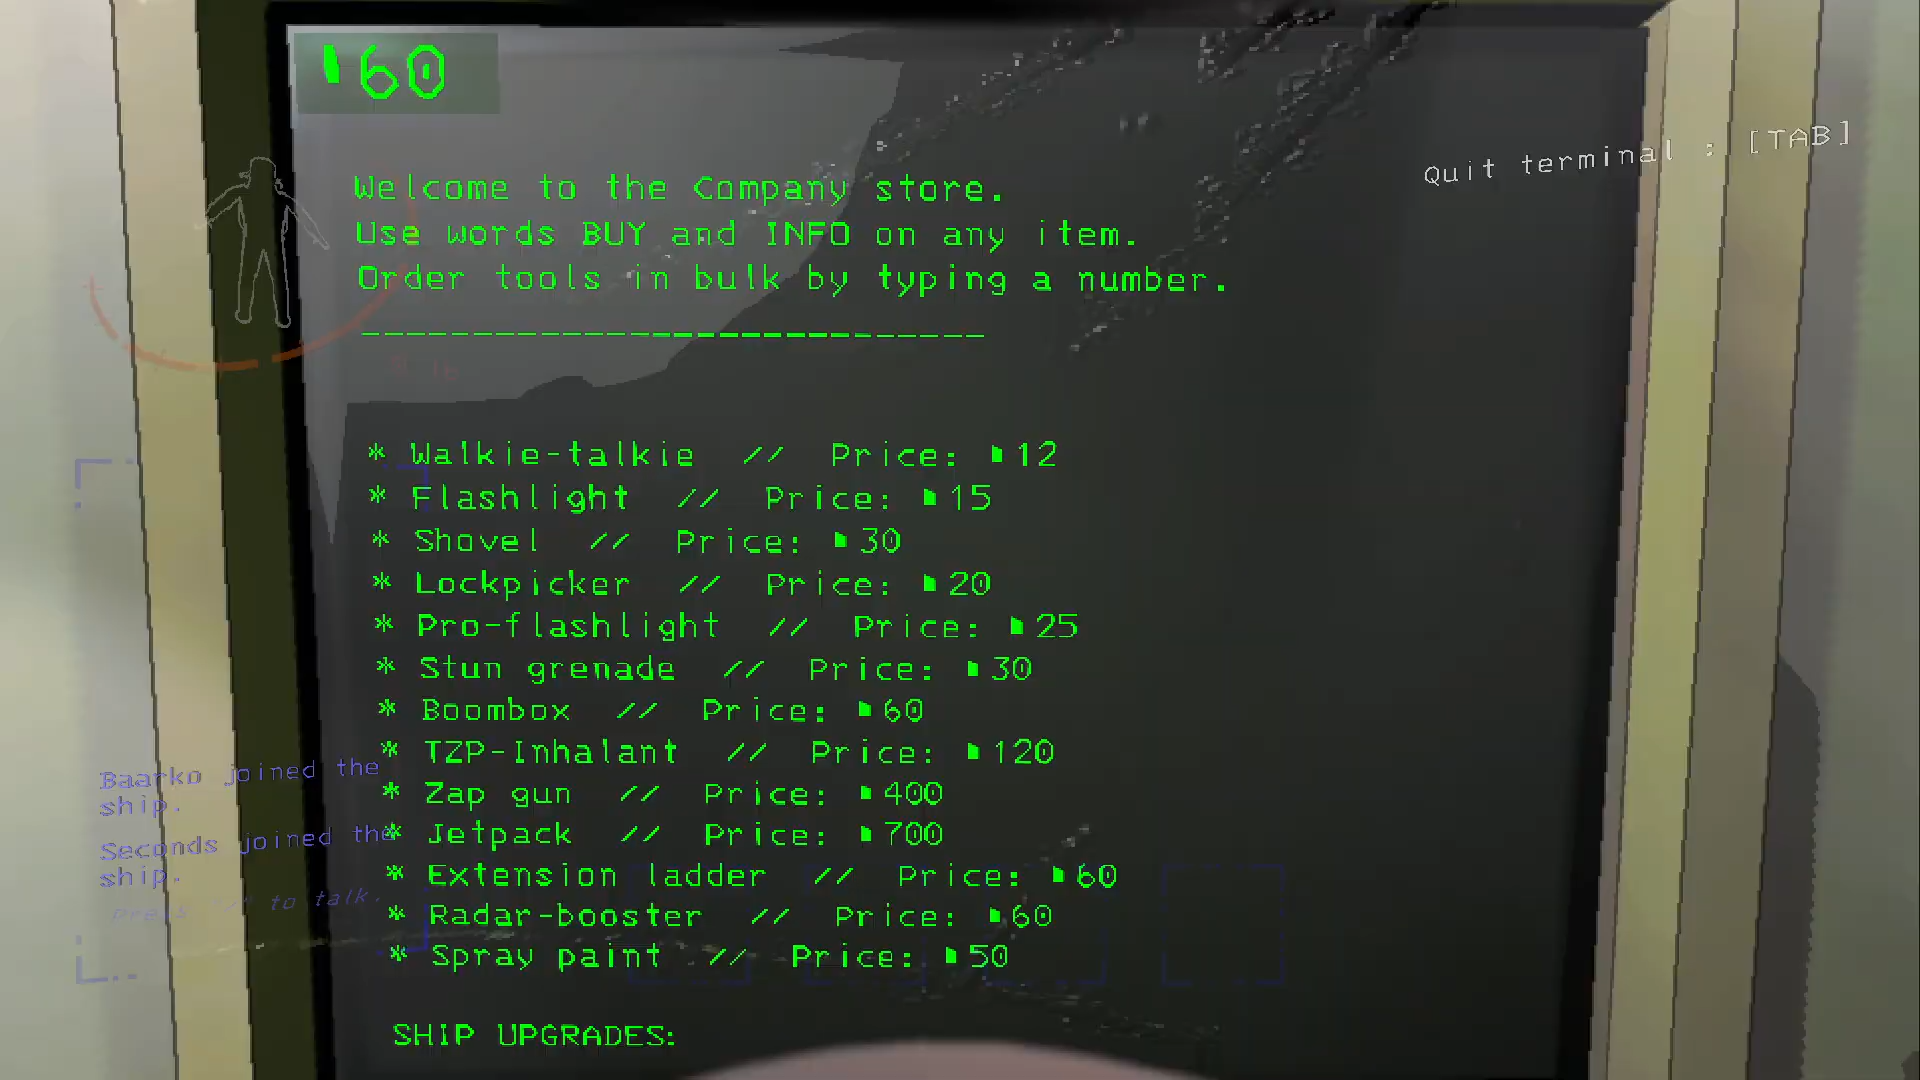 ▮60
Quit terminal : [TAB]
Welcome to the Company store.
Use words BUY and INFO on any item.
Order tools in bulk by typing a number.
----------------------------
* Walkie-talkie // Price: ▮12
* Flashlight // Price: ▮15
* Shovel // Price: ▮30
* Lockpicker // Price: ▮20
* Pro-flashlight // Price: ▮25
* Stun grenade // Price: ▮30
* Boombox // Price: ▮60
* TZP-Inhalant // Price: ▮120
* Zap gun // Price: ▮400
* Jetpack // Price: ▮700
* Extension ladder // Price: ▮60
* Radar-booster // Price: ▮60
* Spray paint // Price: ▮50
SHIP UPGRADES:
Baarko joined the
ship.
Seconds joined the
ship.
Press "/" to talk.